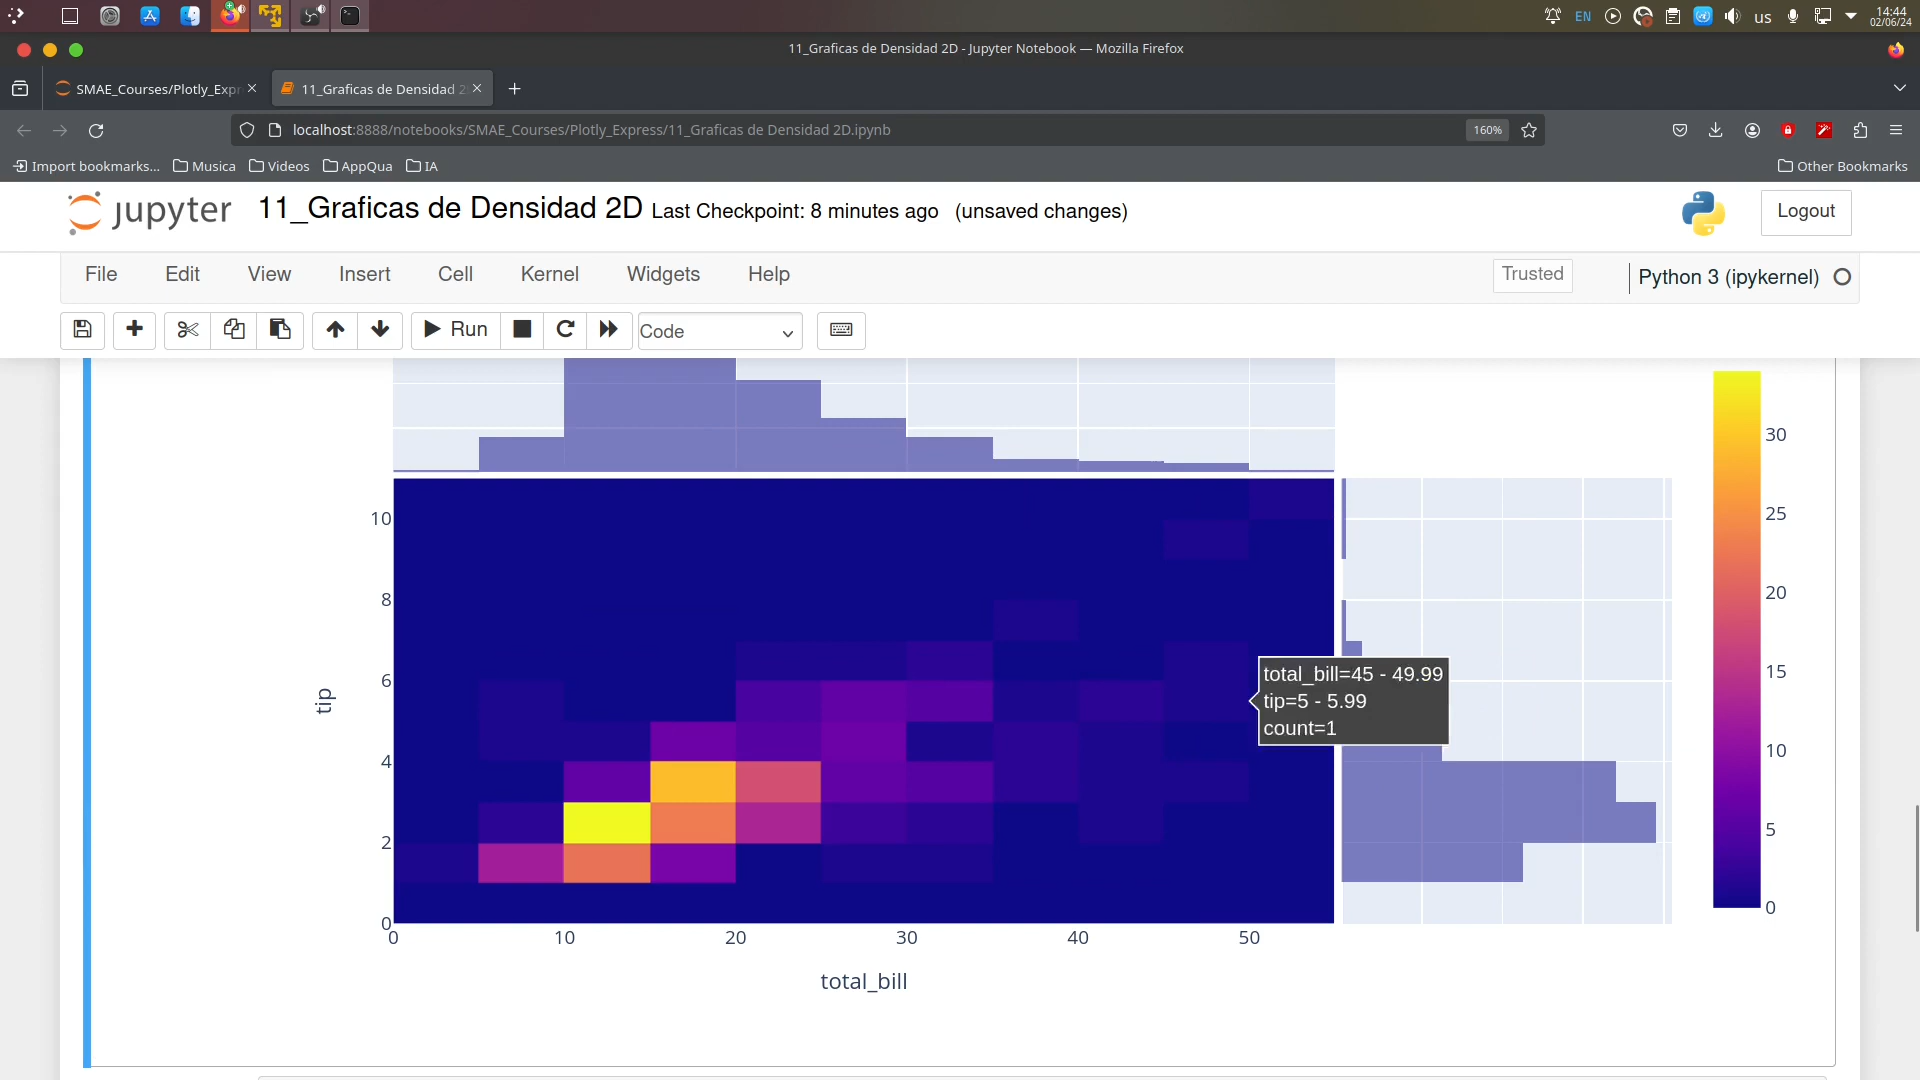 EN
us
14:44
02/06/24
11_Graficas de Densidad 2D - Jupyter Notebook — Mozilla Firefox
SMAE_Courses/Plotly_Expr
11_Graficas de Densidad 2
localhost:8888/notebooks/SMAE_Courses/Plotly_Express/11_Graficas de Densidad 2D.ipynb
160%
Import bookmarks...
Musica
Videos
AppQua
IA
Other Bookmarks
jupyter
11_Graficas de Densidad 2D
Last Checkpoint: 8 minutes ago
(unsaved changes)
Logout
File
Edit
View
Insert
Cell
Kernel
Widgets
Help
Trusted
Python 3 (ipykernel)
Run
Code
10
8
6
4
2
0
tip
0
10
20
30
40
50
total_bill
total_bill=45 - 49.99
tip=5 - 5.99
count=1
30
25
20
15
10
5
0